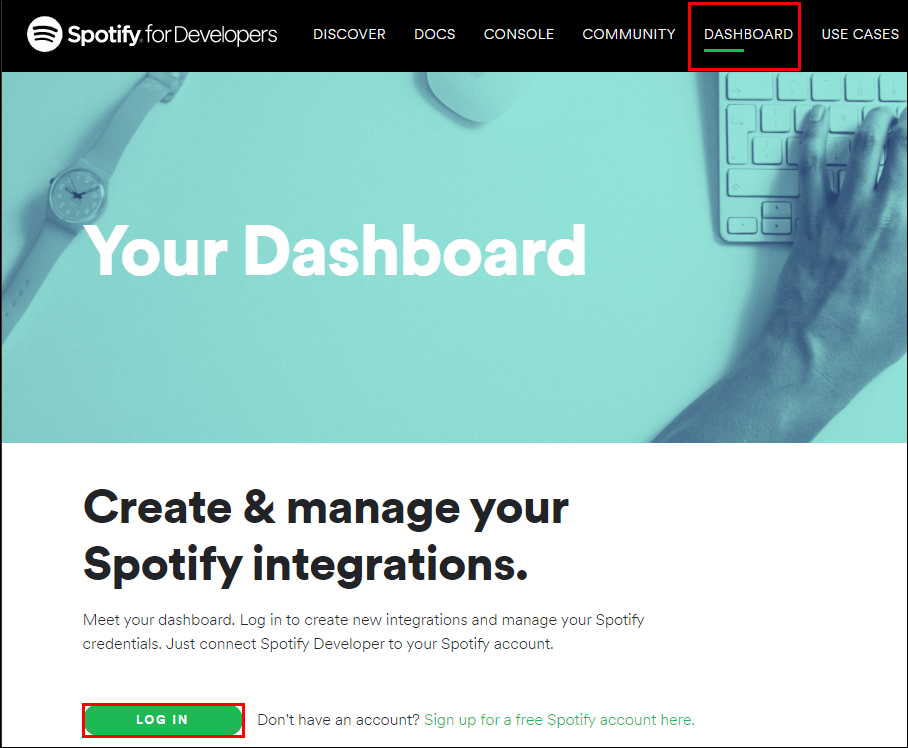 Spotify for Developers DISCOVER DOCS CONSOLE COMMUNITY DASHBOARD USE CASES
Your Dashboard
Create & manage your
Spotify integrations.
Meet your dashboard. Log in to create new integrations and manage your Spotify
credentials. Just connect Spotify Developer to your Spotify account.
LOG IN Don't have an account? Sign up for a free Spotify account here.